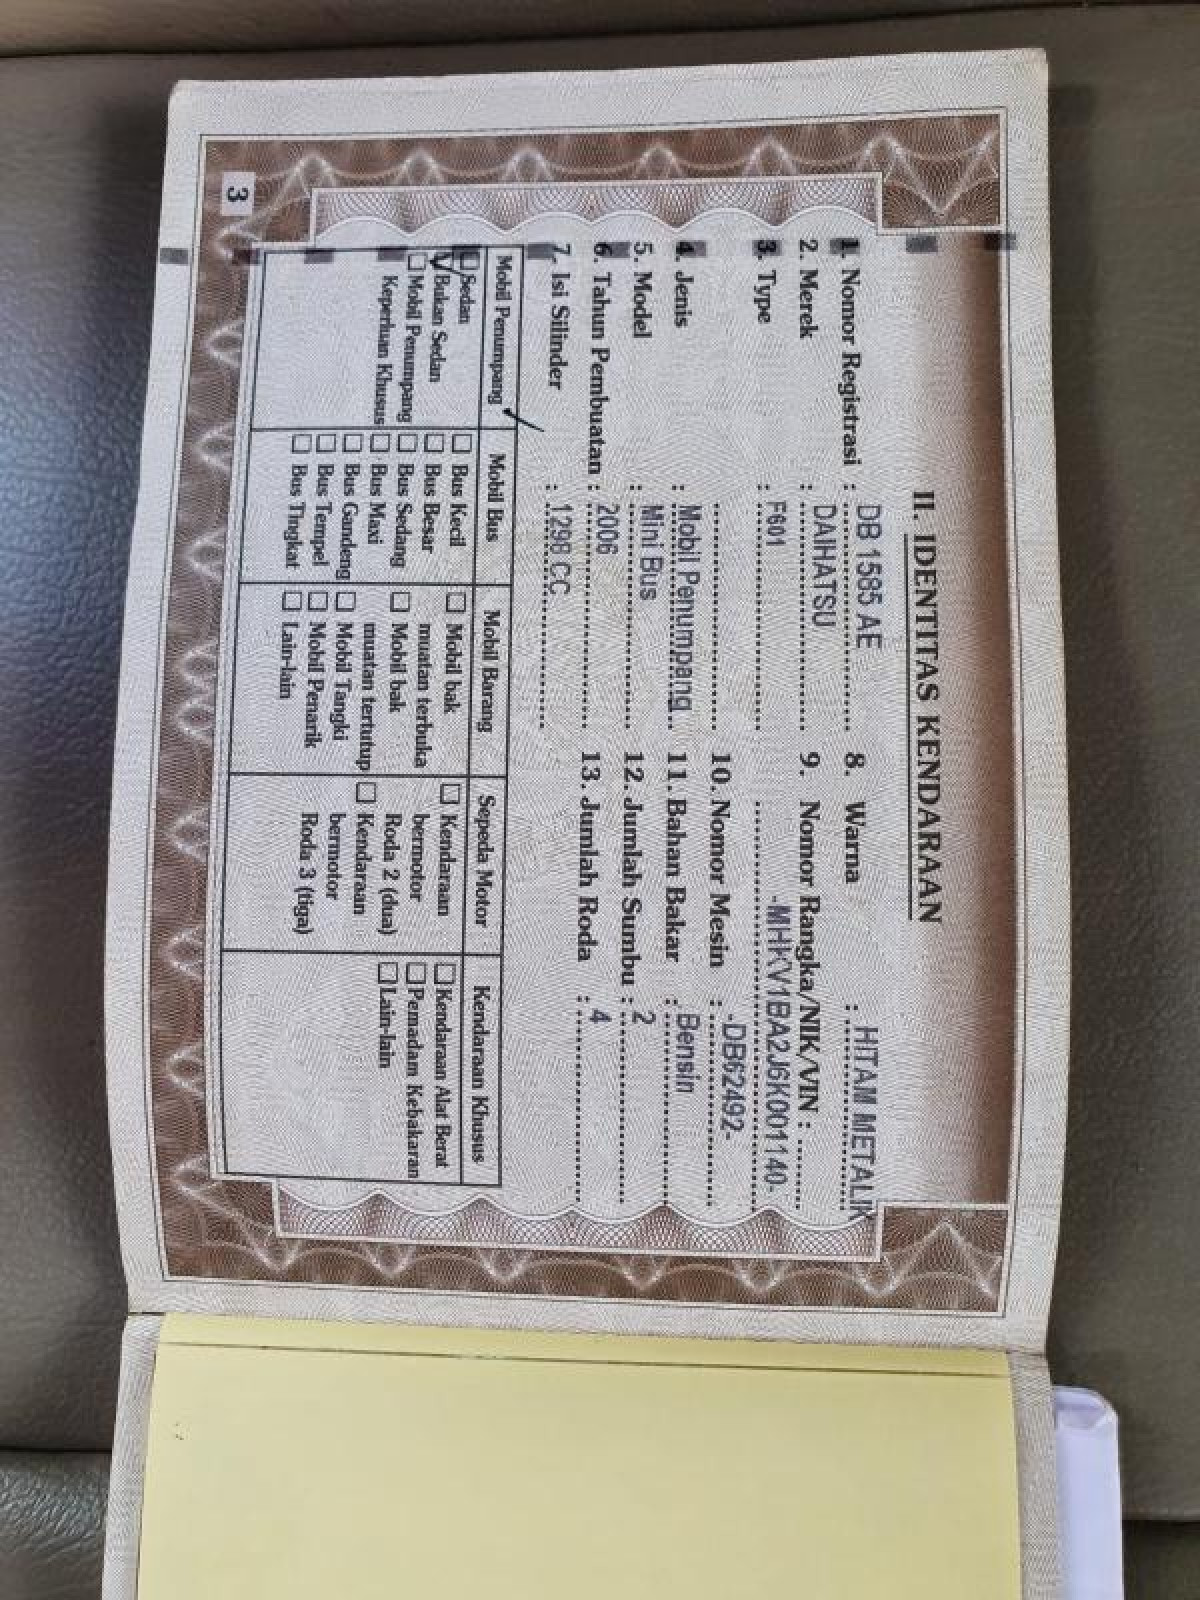 II. IDENTITAS KENDARAAN
1. Nomor Registrasi : DB 1585 AE
2. Merek : DAIHATSU
3. Type : F601
4. Jenis : Mobil Penumpang
5. Model : Mini Bus
6. Tahun Pembuatan : 2006
7. Isi Silinder : 1298 CC
8. Warna : HITAM METALIK
9. Nomor Rangka/NIK/VIN :
-MHKV1BA2J6K001140-
10. Nomor Mesin : -DB62492-
11. Bahan Bakar : Bensin
12. Jumlah Sumbu : 2
13. Jumlah Roda : 4
Mobil Penumpang
Sedan
Bukan Sedan
Mobil Penumpang
Keperluan Khusus
Mobil Bus
Bus Kecil
Bus Besar
Bus Sedang
Bus Maxi
Bus Gandeng
Bus Tempel
Bus Tingkat
Mobil Barang
Mobil bak
muatan terbuka
Mobil bak
muatan tertutup
Mobil Tangki
Mobil Penarik
Lain-lain
Sepeda Motor
Kendaraan
bermotor
Roda 2 (dua)
Kendaraan
bermotor
Roda 3 (tiga)
Kendaraan Khusus
Kendaraan Alat Berat
Pemadam Kebakaran
Lain-lain
3